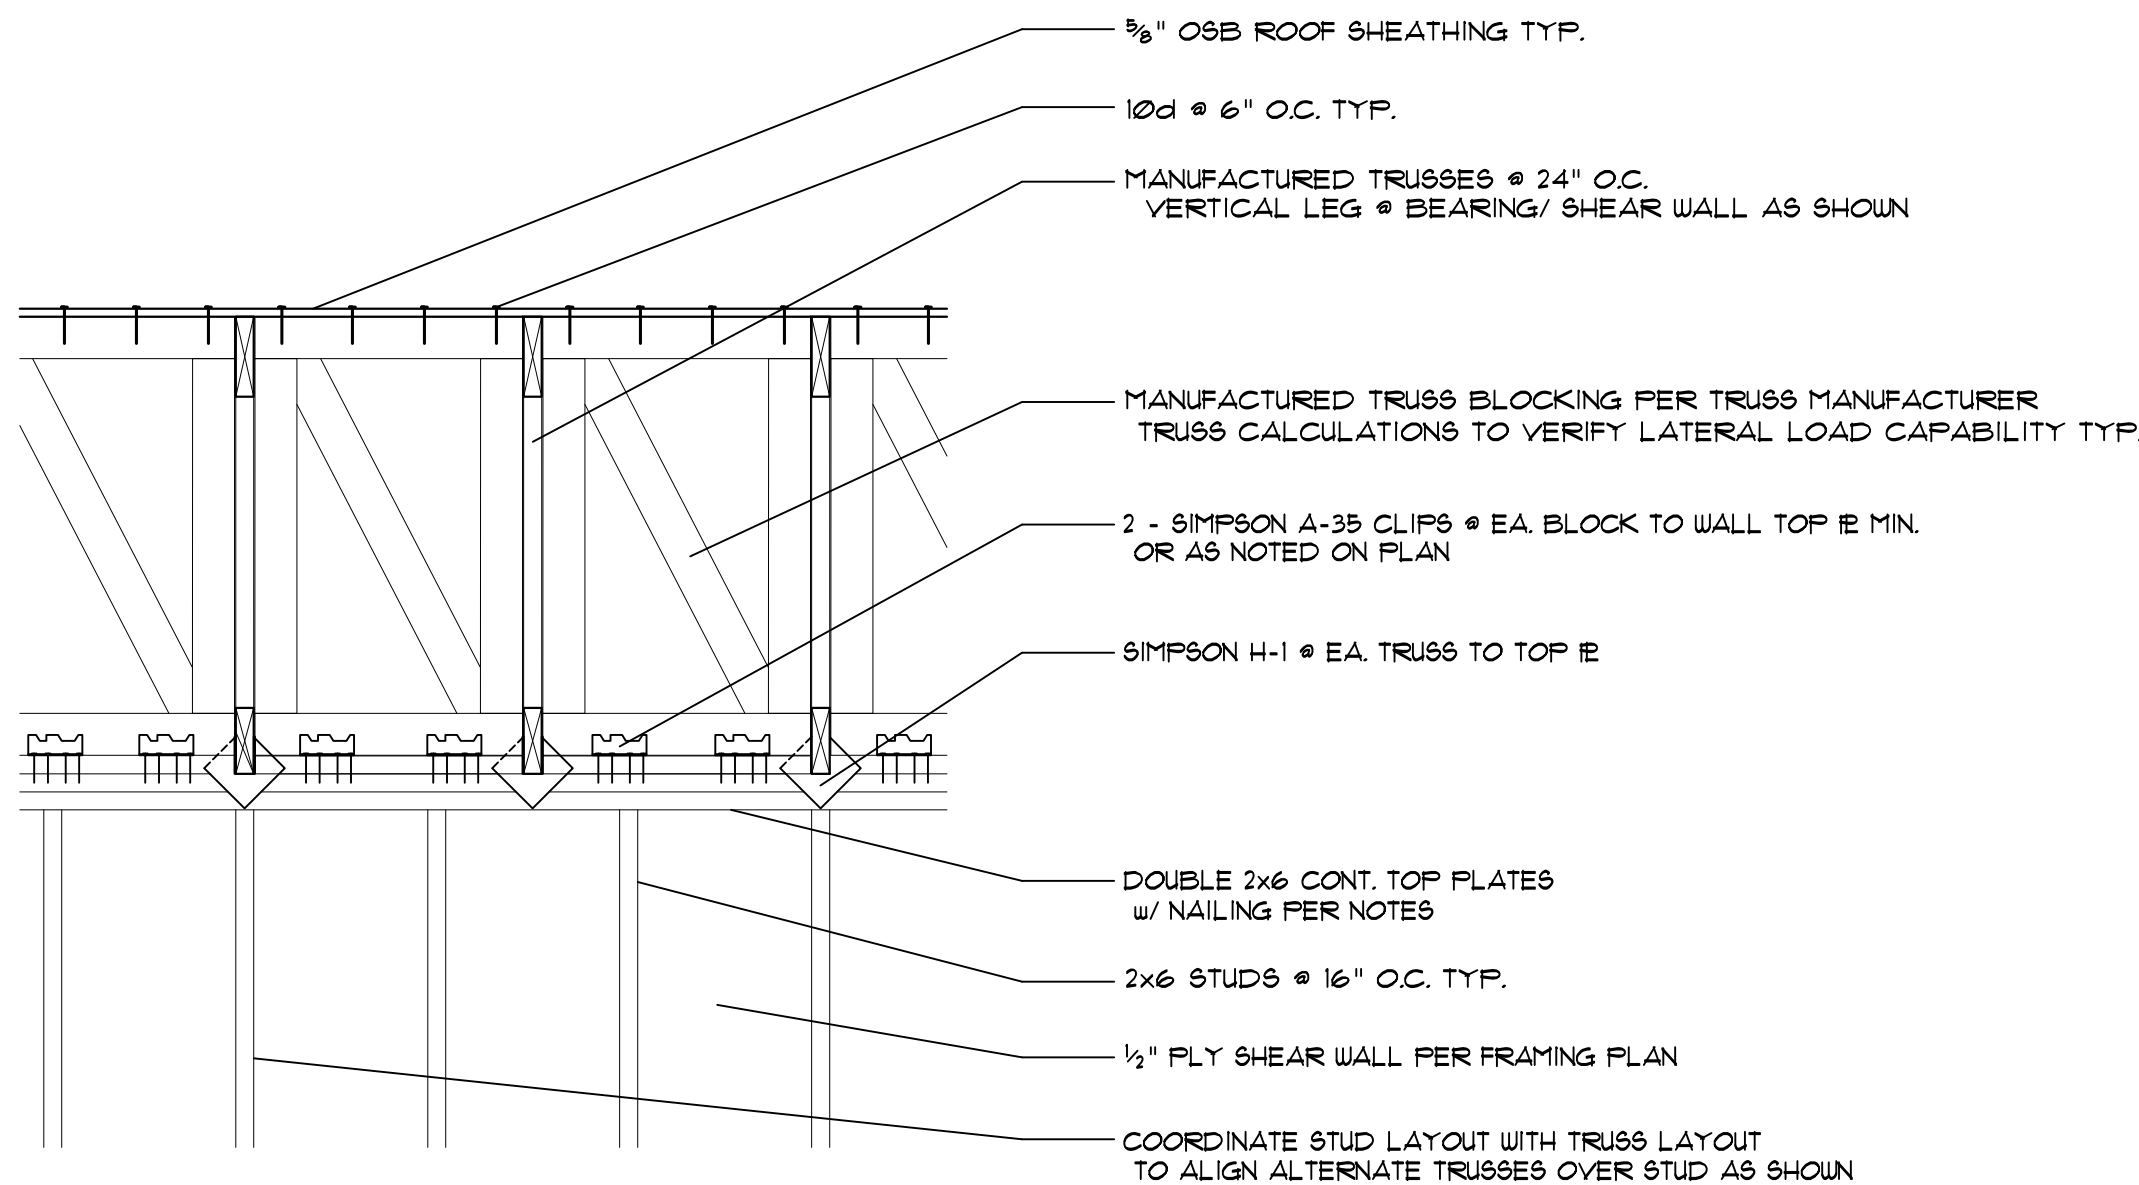 ⅝" OSB ROOF SHEATHING TYP.
10d @ 6" O.C. TYP.
MANUFACTURED TRUSSES @ 24" O.C.
VERTICAL LEG @ BEARING/ SHEAR WALL AS SHOWN
MANUFACTURED TRUSS BLOCKING PER TRUSS MANUFACTURER
TRUSS CALCULATIONS TO VERIFY LATERAL LOAD CAPABILITY TYP.
2 - SIMPSON A-35 CLIPS @ EA. BLOCK TO WALL TOP PL MIN.
OR AS NOTED ON PLAN
SIMPSON H-1 @ EA. TRUSS TO TOP PL
DOUBLE 2x6 CONT. TOP PLATES
w/ NAILING PER NOTES
2x6 STUDS @ 16" O.C. TYP.
½" PLY SHEAR WALL PER FRAMING PLAN
COORDINATE STUD LAYOUT WITH TRUSS LAYOUT
TO ALIGN ALTERNATE TRUSSES OVER STUD AS SHOWN